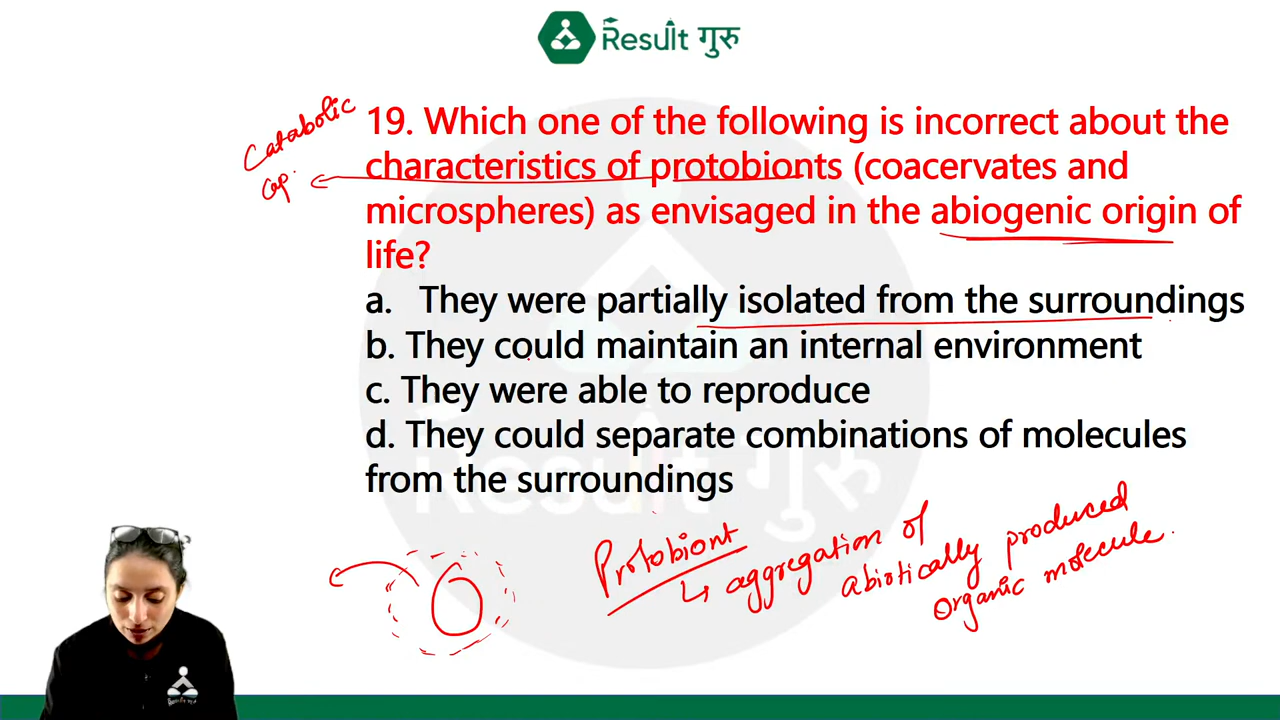 Result गुरु
Catabolic
cap.
19. Which one of the following is incorrect about the
characteristics of protobionts (coacervates and
microspheres) as envisaged in the abiogenic origin of
life?
a. They were partially isolated from the surroundings
b. They could maintain an internal environment
c. They were able to reproduce
d. They could separate combinations of molecules
from the surroundings
Result गुरु
Protobiont
↳ aggregation of
abiotically produced
organic molecule.